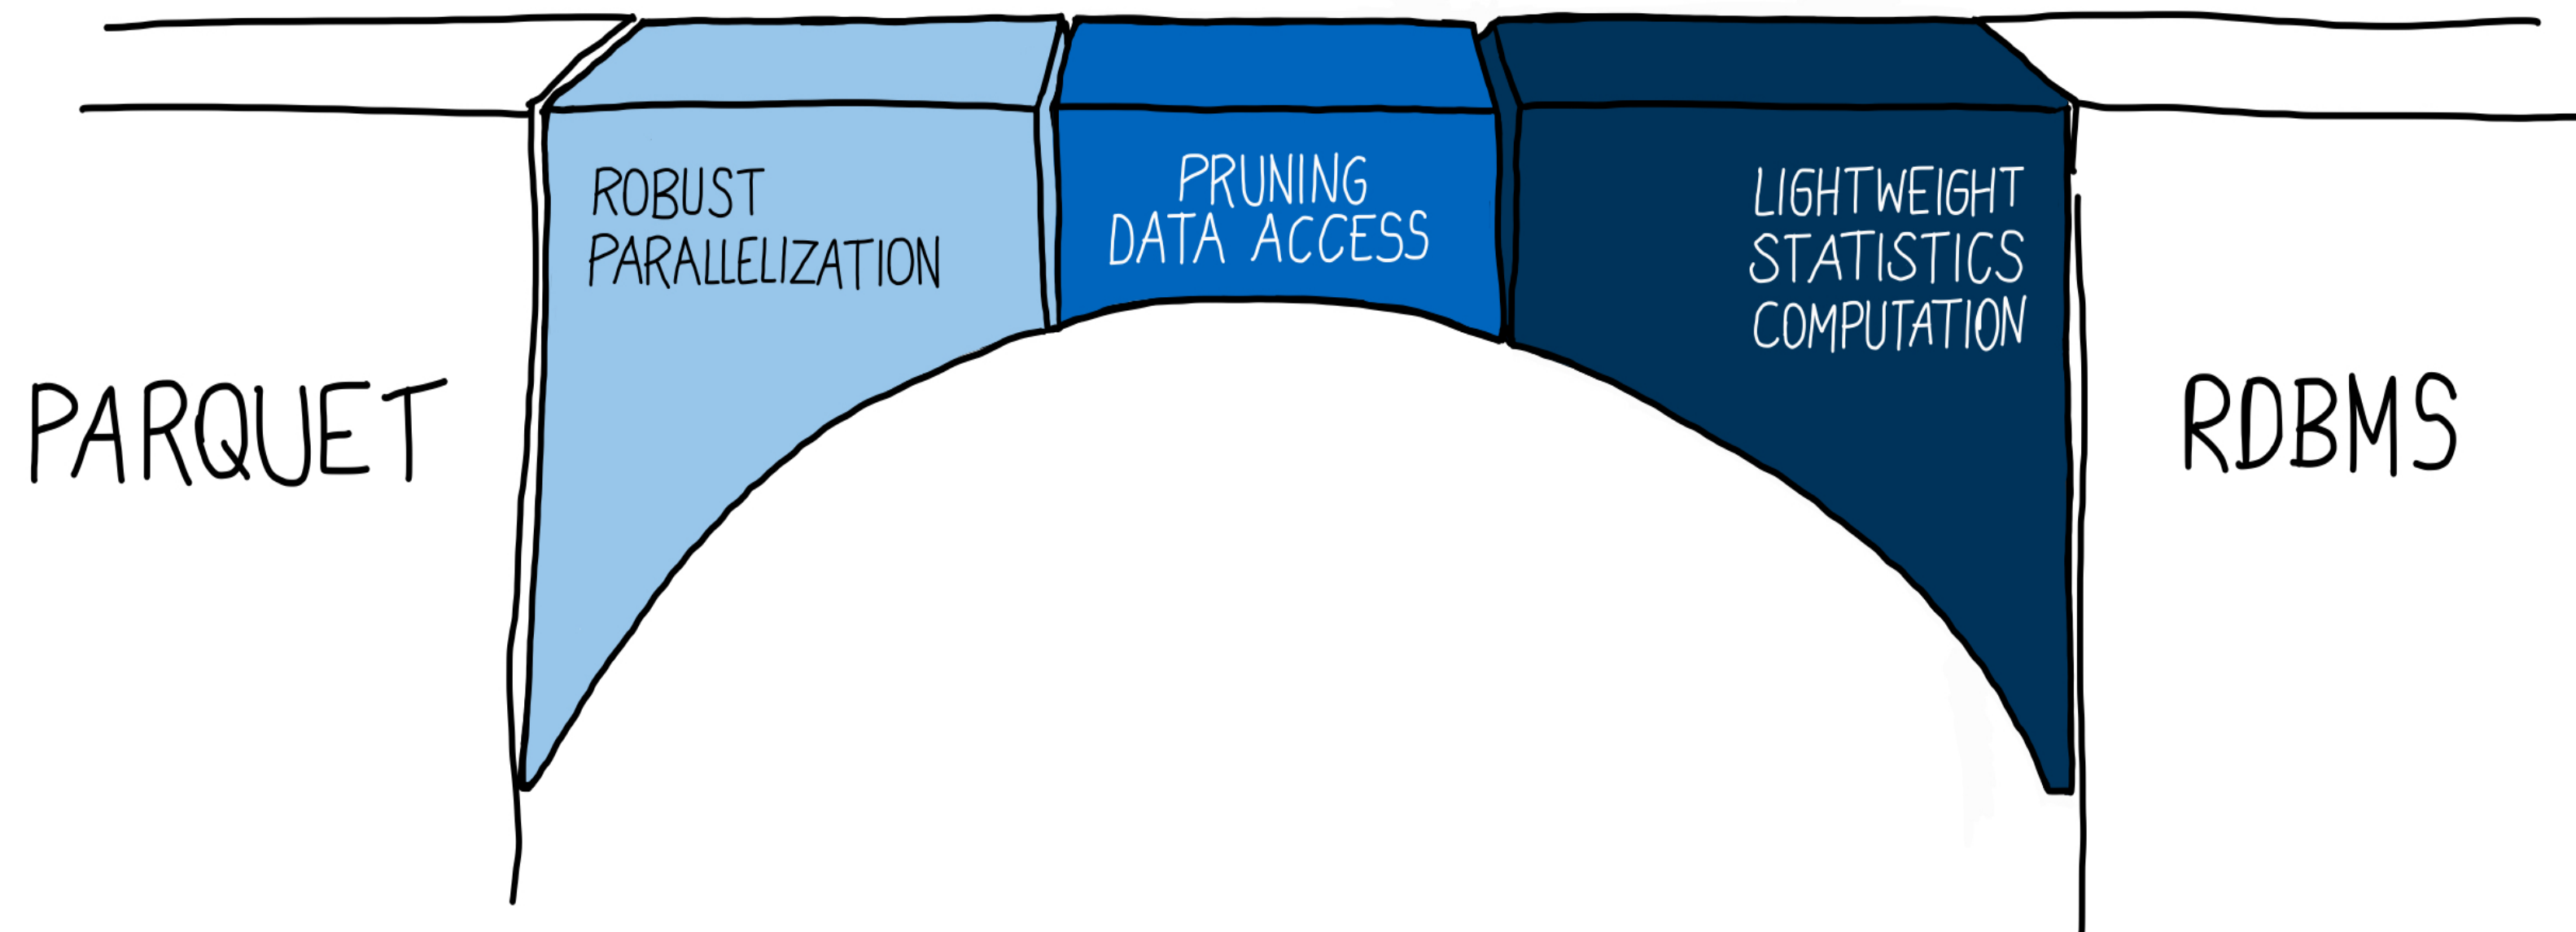 PARQUET
ROBUST
PARALLELIZATION
PRUNING
DATA ACCESS
LIGHTWEIGHT
STATISTICS
COMPUTATION
RDBMS